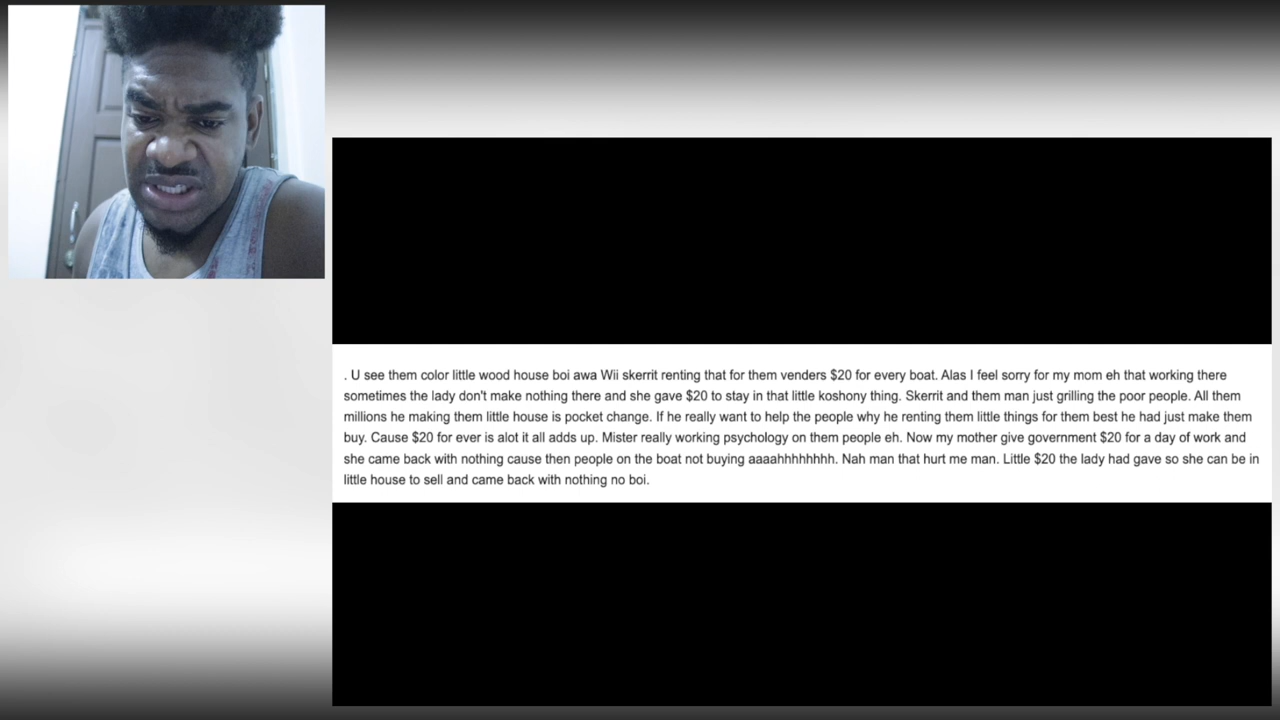 . U see them color little wood house boi awa Wii skerrit renting that for them venders $20 for every boat. Alas I feel sorry for my mom eh that working there
sometimes the lady don't make nothing there and she gave $20 to stay in that little koshony thing. Skerrit and them man just grilling the poor people. All them
millions he making them little house is pocket change. If he really want to help the people why he renting them little things for them best he had just make them
buy. Cause $20 for ever is alot it all adds up. Mister really working psychology on them people eh. Now my mother give government $20 for a day of work and
she came back with nothing cause then people on the boat not buying aaaahhhhhhhh. Nah man that hurt me man. Little $20 the lady had gave so she can be in
little house to sell and came back with nothing no boi.